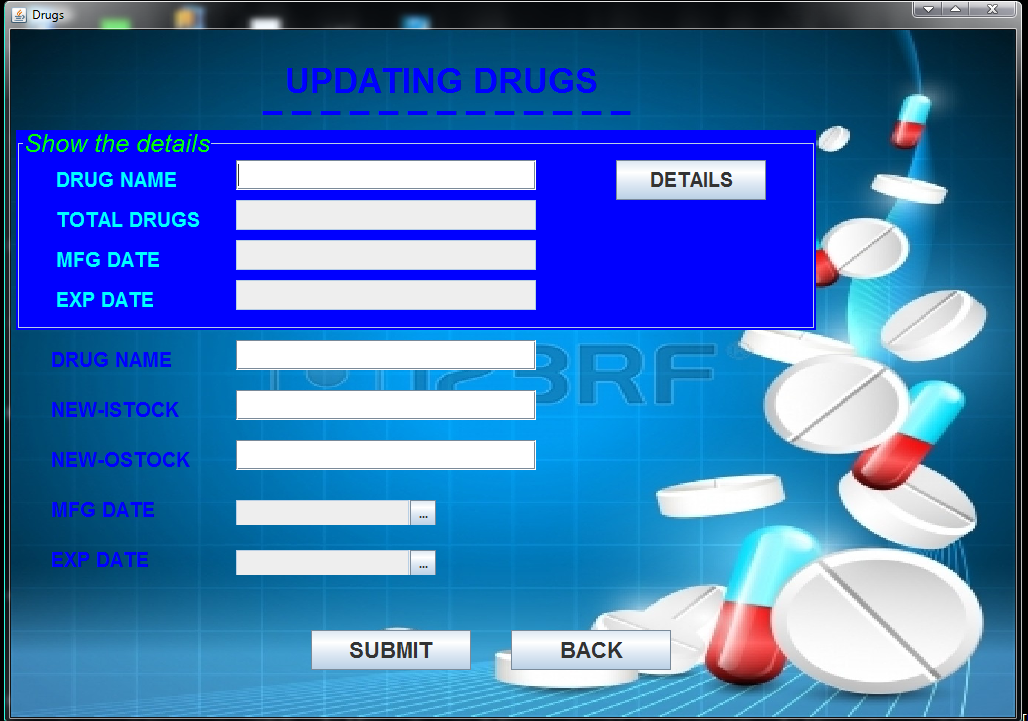 Drugs
UPDATING DRUGS
Show the details
DRUG NAME
DETAILS
TOTAL DRUGS
MFG DATE
EXP DATE
DRUG NAME
123RF
NEW-ISTOCK
NEW-OSTOCK
MFG DATE
...
EXP DATE
...
SUBMIT
BACK